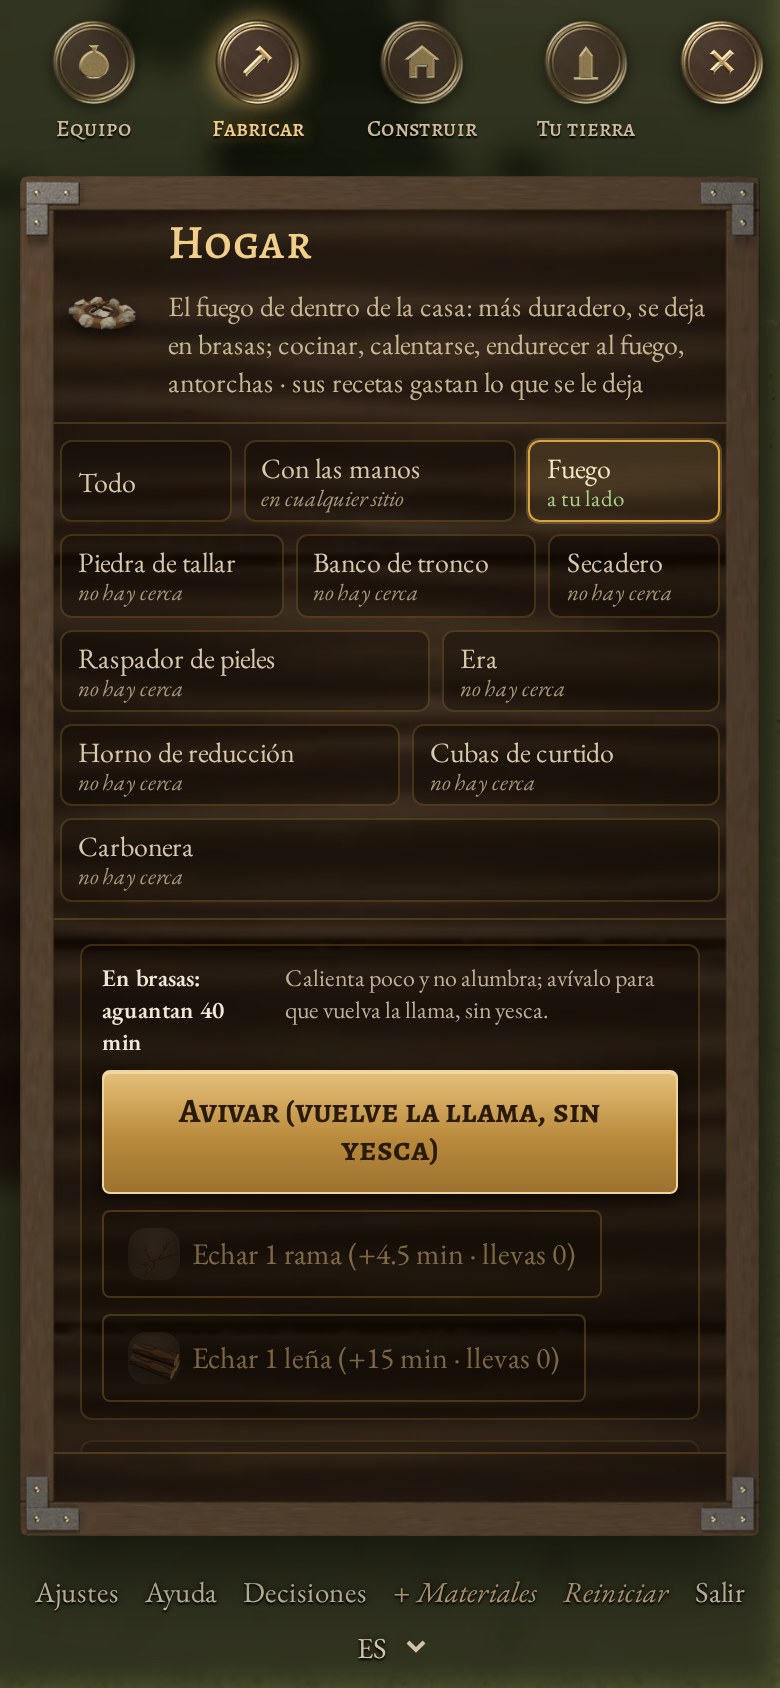 Equipo
Fabricar
Construir
Tu tierra
Hogar
El fuego de dentro de la casa: más duradero, se deja
en brasas; cocinar, calentarse, endurecer al fuego,
antorchas · sus recetas gastan lo que se le deja
Todo
Con las manos
en cualquier sitio
Fuego
a tu lado
Piedra de tallar
no hay cerca
Banco de tronco
no hay cerca
Secadero
no hay cerca
Raspador de pieles
no hay cerca
Era
no hay cerca
Horno de reducción
no hay cerca
Cubas de curtido
no hay cerca
Carbonera
no hay cerca
En brasas:
aguantan 40
min
Calienta poco y no alumbra; avívalo para
que vuelva la llama, sin yesca.
Avivar (vuelve la llama, sin
yesca)
Echar 1 rama (+4.5 min · llevas 0)
Echar 1 leña (+15 min · llevas 0)
Ajustes
Ayuda
Decisiones
+ Materiales
Reiniciar
Salir
ES